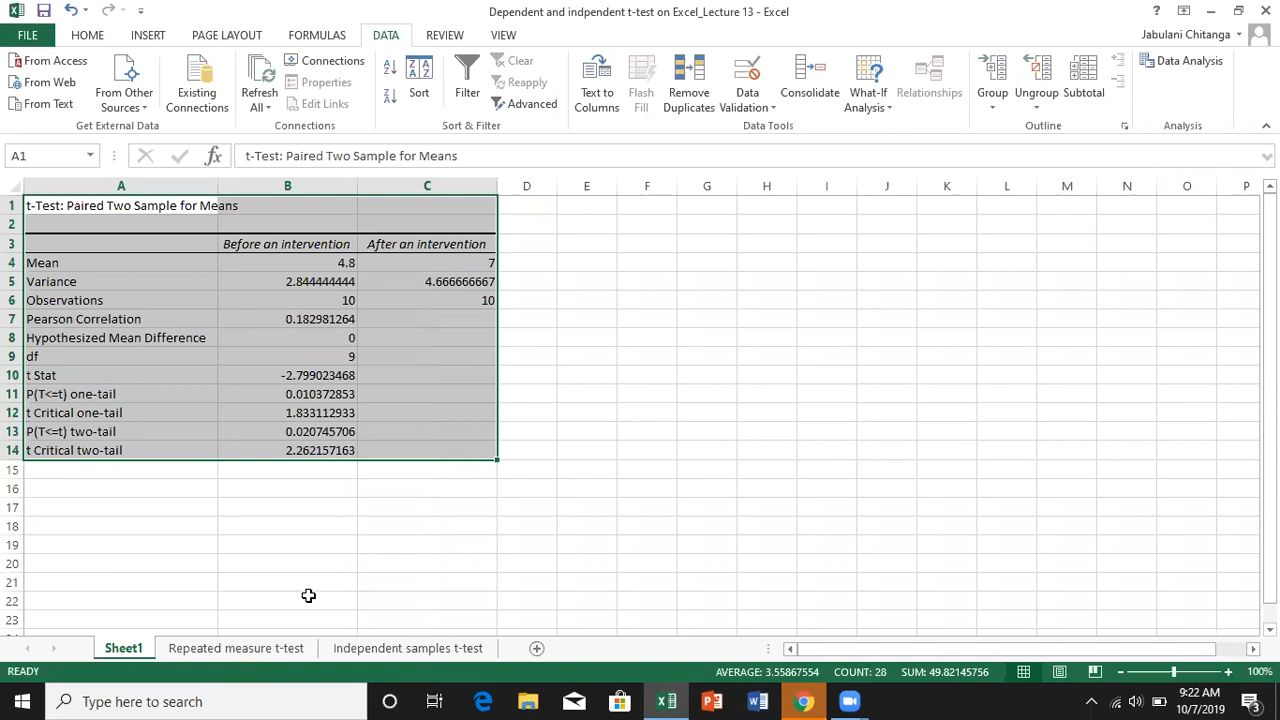 Dependent and indpendent t-test on Excel_Lecture 13 - Excel
?
FILE HOME INSERT PAGE LAYOUT FORMULAS DATA REVIEW VIEW Jabulani Chitanga
From Access
From Web
From Text
From Other Sources
Existing Connections
Get External Data
Refresh All
Connections
Properties
Edit Links
Connections
Sort
Filter
Clear
Reapply
Advanced
Sort & Filter
Text to Columns
Flash Fill
Remove Duplicates
Data Validation
Consolidate
What-If Analysis
Relationships
Data Tools
Group
Ungroup
Subtotal
Outline
Data Analysis
Analysis
A1 fx t-Test: Paired Two Sample for Means
A B C D E F G H I J K L M N O P
1 t-Test: Paired Two Sample for Means
2
3 Before an intervention After an intervention
4 Mean 4.8 7
5 Variance 2.844444444 4.666666667
6 Observations 10 10
7 Pearson Correlation 0.182981264
8 Hypothesized Mean Difference 0
9 df 9
10 t Stat -2.799023468
11 P(T<=t) one-tail 0.010372853
12 t Critical one-tail 1.833112933
13 P(T<=t) two-tail 0.020745706
14 t Critical two-tail 2.262157163
15
16
17
18
19
20
21
22
23
Sheet1 Repeated measure t-test Independent samples t-test
READY AVERAGE: 3.55867554 COUNT: 28 SUM: 49.82145756 100%
Type here to search
9:22 AM
10/7/2019
3